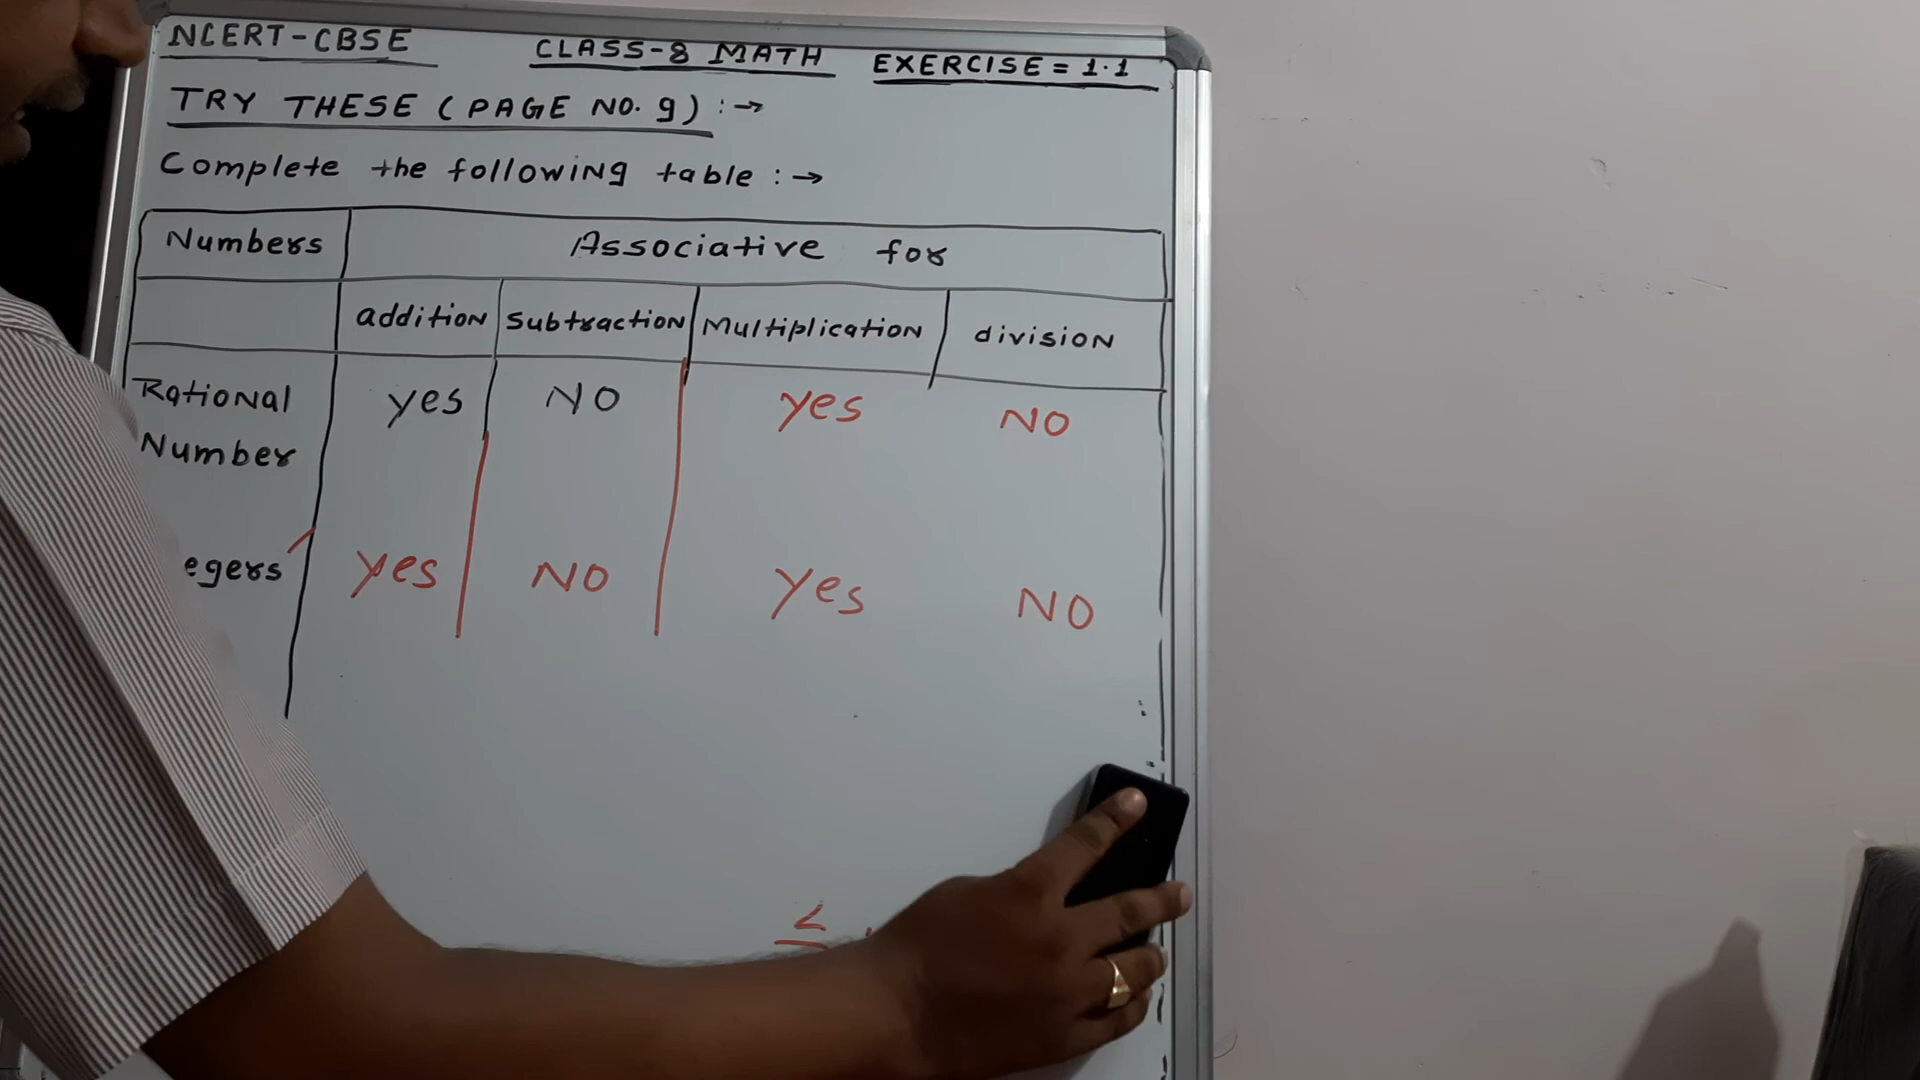 NCERT-CBSE CLASS-8 MATH EXERCISE = 1.1
TRY THESE (PAGE NO. 9) :→
Complete the following table :→
Numbers Associative for
addition Subtraction Multiplication division
Rational Number yes NO yes NO
egers yes NO yes NO